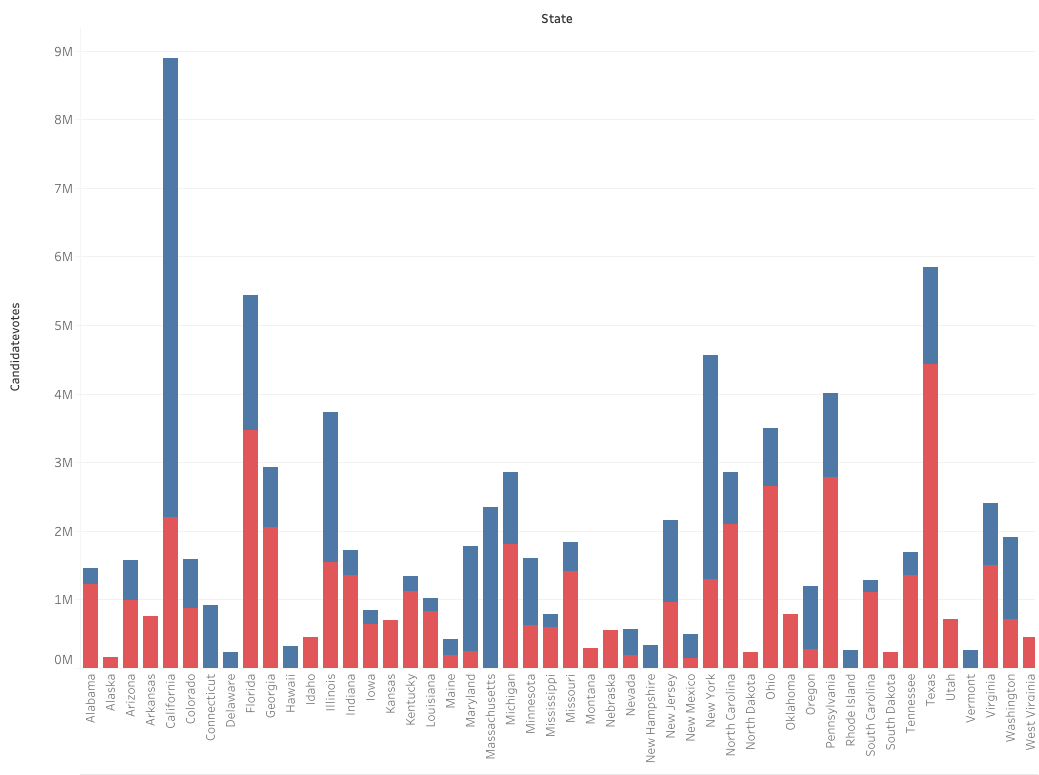 State
Candidatevotes
9M
8M
7M
6M
5M
4M
3M
2M
1M
0M
Alabama
Alaska
Arizona
Arkansas
California
Colorado
Connecticut
Delaware
Florida
Georgia
Hawaii
Idaho
Illinois
Indiana
Iowa
Kansas
Kentucky
Louisiana
Maine
Maryland
Massachusetts
Michigan
Minnesota
Mississippi
Missouri
Montana
Nebraska
Nevada
New Hampshire
New Jersey
New Mexico
New York
North Carolina
North Dakota
Ohio
Oklahoma
Oregon
Pennsylvania
Rhode Island
South Carolina
South Dakota
Tennessee
Texas
Utah
Vermont
Virginia
Washington
West Virginia